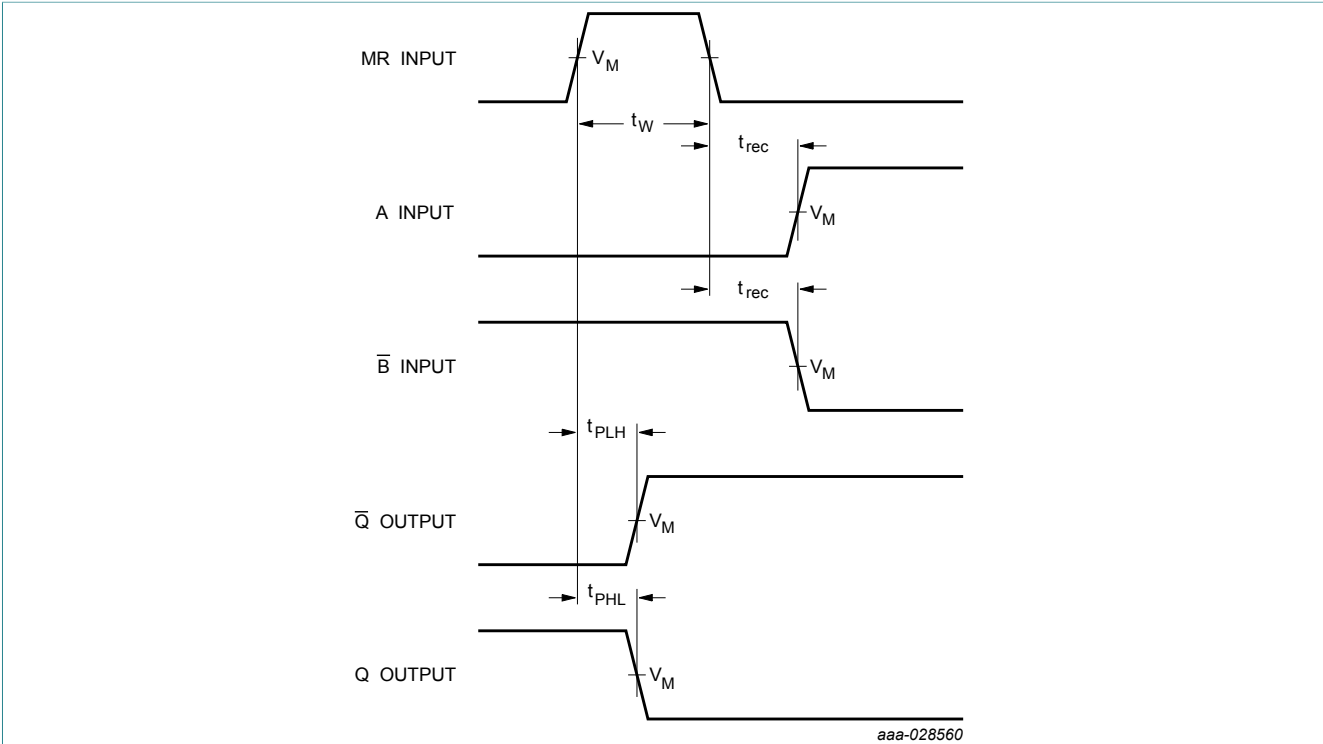 MR INPUT
V_M
t_W
t_rec
A INPUT
V_M
t_rec
B̅ INPUT
V_M
t_PLH
Q̅ OUTPUT
V_M
t_PHL
Q OUTPUT
V_M
aaa-028560